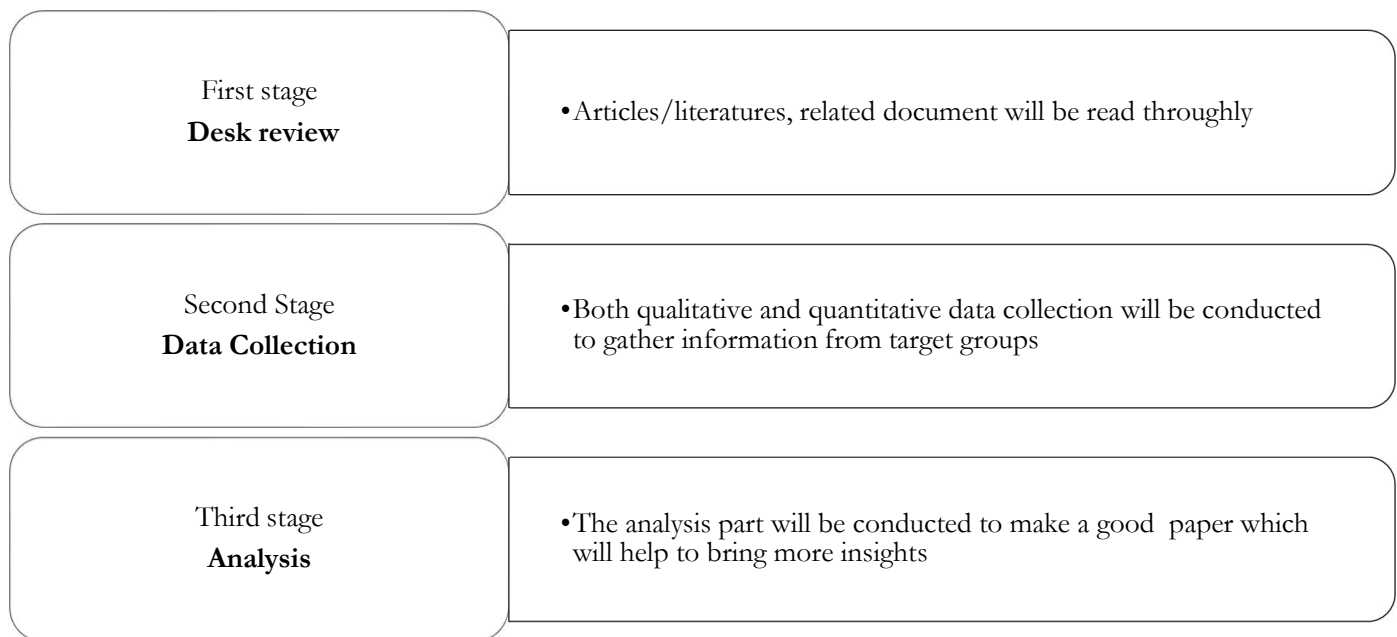 First stage
Desk review
•Articles/literatures, related document will be read throughly
Second Stage
Data Collection
•Both qualitative and quantitative data collection will be conducted
to gather information from target groups
Third stage
Analysis
•The analysis part will be conducted to make a good  paper which
will help to bring more insights